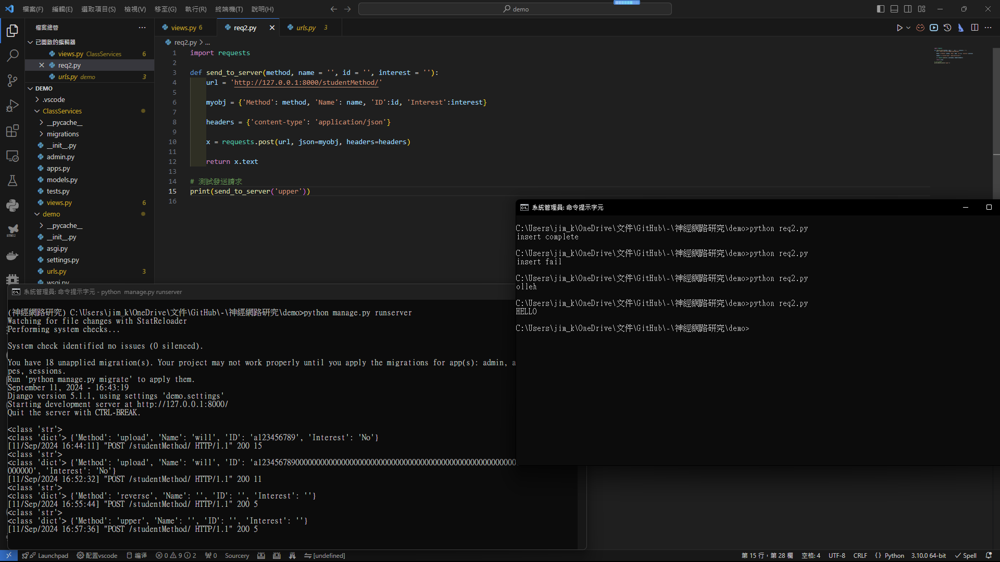 檔案(F) 編輯(E) 選取項目(S) 檢視(V) 移至(G) 執行(R) 終端機(T) 說明(H)
demo
檔案總管
已開啟的編輯器
views.py ClassServices 6
req2.py
urls.py demo 3
DEMO
.vscode
ClassServices
__pycache__
migrations
__init__.py
admin.py
apps.py
models.py
tests.py
views.py 6
demo
__pycache__
__init__.py
asgi.py
settings.py
urls.py 3
wsgi.py
views.py 6
req2.py
urls.py 3
req2.py > ...
1 import requests
2
3 def send_to_server(method, name = '', id = '', interest = ''):
4 url = 'http://127.0.0.1:8000/studentMethod/'
5
6 myobj = {'Method': method, 'Name': name, 'ID':id, 'Interest':interest}
7
8 headers = {'content-type': 'application/json'}
9
10 x = requests.post(url, json=myobj, headers=headers)
11
12 return x.text
13
14 # 測試發送請求
15 print(send_to_server('upper'))
16
系統管理員: 命令提示字元
C:\Users\jim_k\OneDrive\文件\GitHub\-\神經網路研究\demo>python req2.py
insert complete
C:\Users\jim_k\OneDrive\文件\GitHub\-\神經網路研究\demo>python req2.py
insert fail
C:\Users\jim_k\OneDrive\文件\GitHub\-\神經網路研究\demo>python req2.py
olleh
C:\Users\jim_k\OneDrive\文件\GitHub\-\神經網路研究\demo>python req2.py
HELLO
C:\Users\jim_k\OneDrive\文件\GitHub\-\神經網路研究\demo>
系統管理員: 命令提示字元 - python manage.py runserver
(神經網路研究) C:\Users\jim_k\OneDrive\文件\GitHub\-\神經網路研究\demo>python manage.py runserver
Watching for file changes with StatReloader
Performing system checks...
System check identified no issues (0 silenced).
You have 18 unapplied migration(s). Your project may not work properly until you apply the migrations for app(s): admin, a
pes, sessions.
Run 'python manage.py migrate' to apply them.
September 11, 2024 - 16:43:19
Django version 5.1.1, using settings 'demo.settings'
Starting development server at http://127.0.0.1:8000/
Quit the server with CTRL-BREAK.
<class 'str'>
<class 'dict'> {'Method': 'upload', 'Name': 'will', 'ID': 'a123456789', 'Interest': 'No'}
[11/Sep/2024 16:44:11] "POST /studentMethod/ HTTP/1.1" 200 15
<class 'str'>
<class 'dict'> {'Method': 'upload', 'Name': 'will', 'ID': 'a12345678900000000000000000000000000000000000000000000000000000
000000', 'Interest': 'No'}
[11/Sep/2024 16:52:32] "POST /studentMethod/ HTTP/1.1" 200 11
<class 'str'>
<class 'dict'> {'Method': 'reverse', 'Name': '', 'ID': '', 'Interest': ''}
[11/Sep/2024 16:55:44] "POST /studentMethod/ HTTP/1.1" 200 5
<class 'str'>
<class 'dict'> {'Method': 'upper', 'Name': '', 'ID': '', 'Interest': ''}
[11/Sep/2024 16:57:36] "POST /studentMethod/ HTTP/1.1" 200 5
Launchpad 配置vscode 编译 0 9 2 0 Sourcery [undefined] 第 15 行，第 28 欄 空格: 4 UTF-8 CRLF {} Python 3.10.0 64-bit Spell